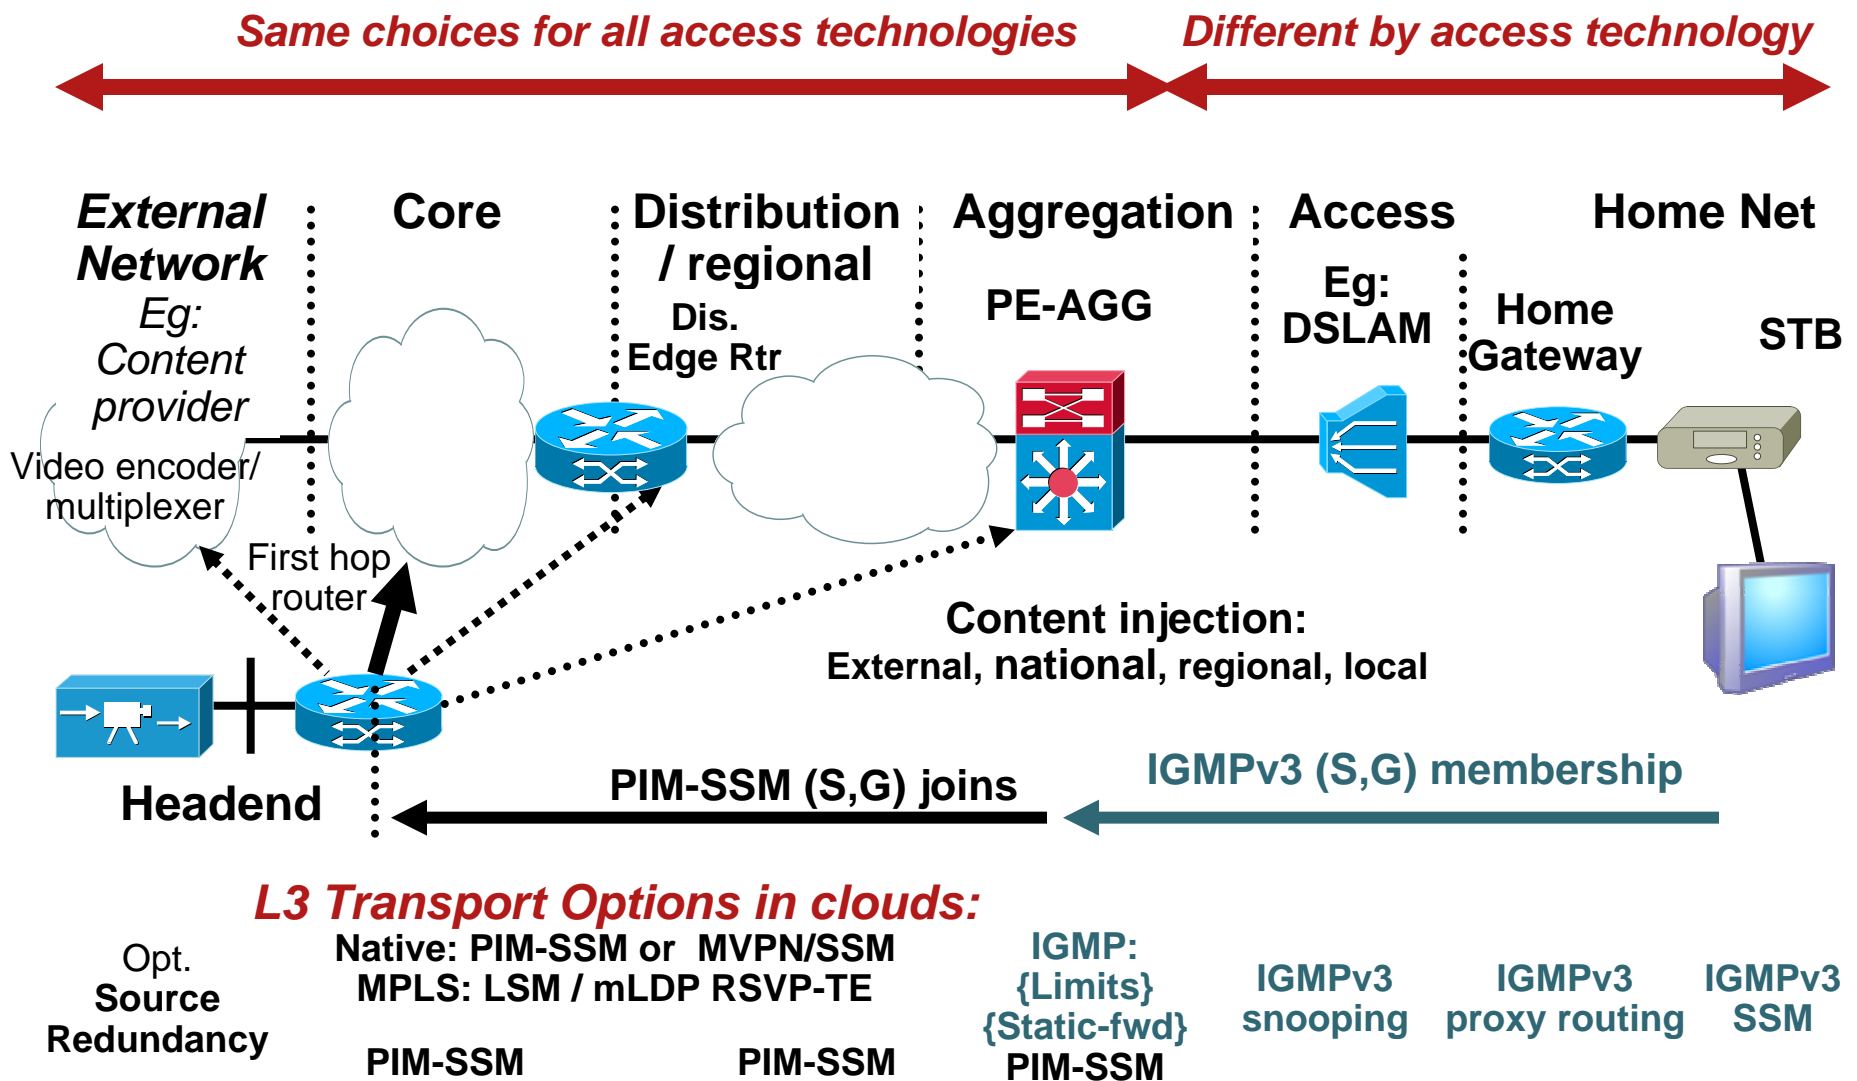 Same choices for all access technologies
Different by access technology
External
Network
Eg:
Content
provider
Video encoder/
multiplexer
Core
Distribution
/ regional
Dis.
Edge Rtr
Aggregation
PE-AGG
Access
Eg:
DSLAM
Home Net
Home
Gateway
STB
First hop
router
Content injection:
External, national, regional, local
Headend
PIM-SSM (S,G) joins
IGMPv3 (S,G) membership
L3 Transport Options in clouds:
Opt.
Source
Redundancy
Native: PIM-SSM or MVPN/SSM
MPLS: LSM / mLDP RSVP-TE
PIM-SSM
PIM-SSM
IGMP:
{Limits}
{Static-fwd}
PIM-SSM
IGMPv3
snooping
IGMPv3
proxy routing
IGMPv3
SSM